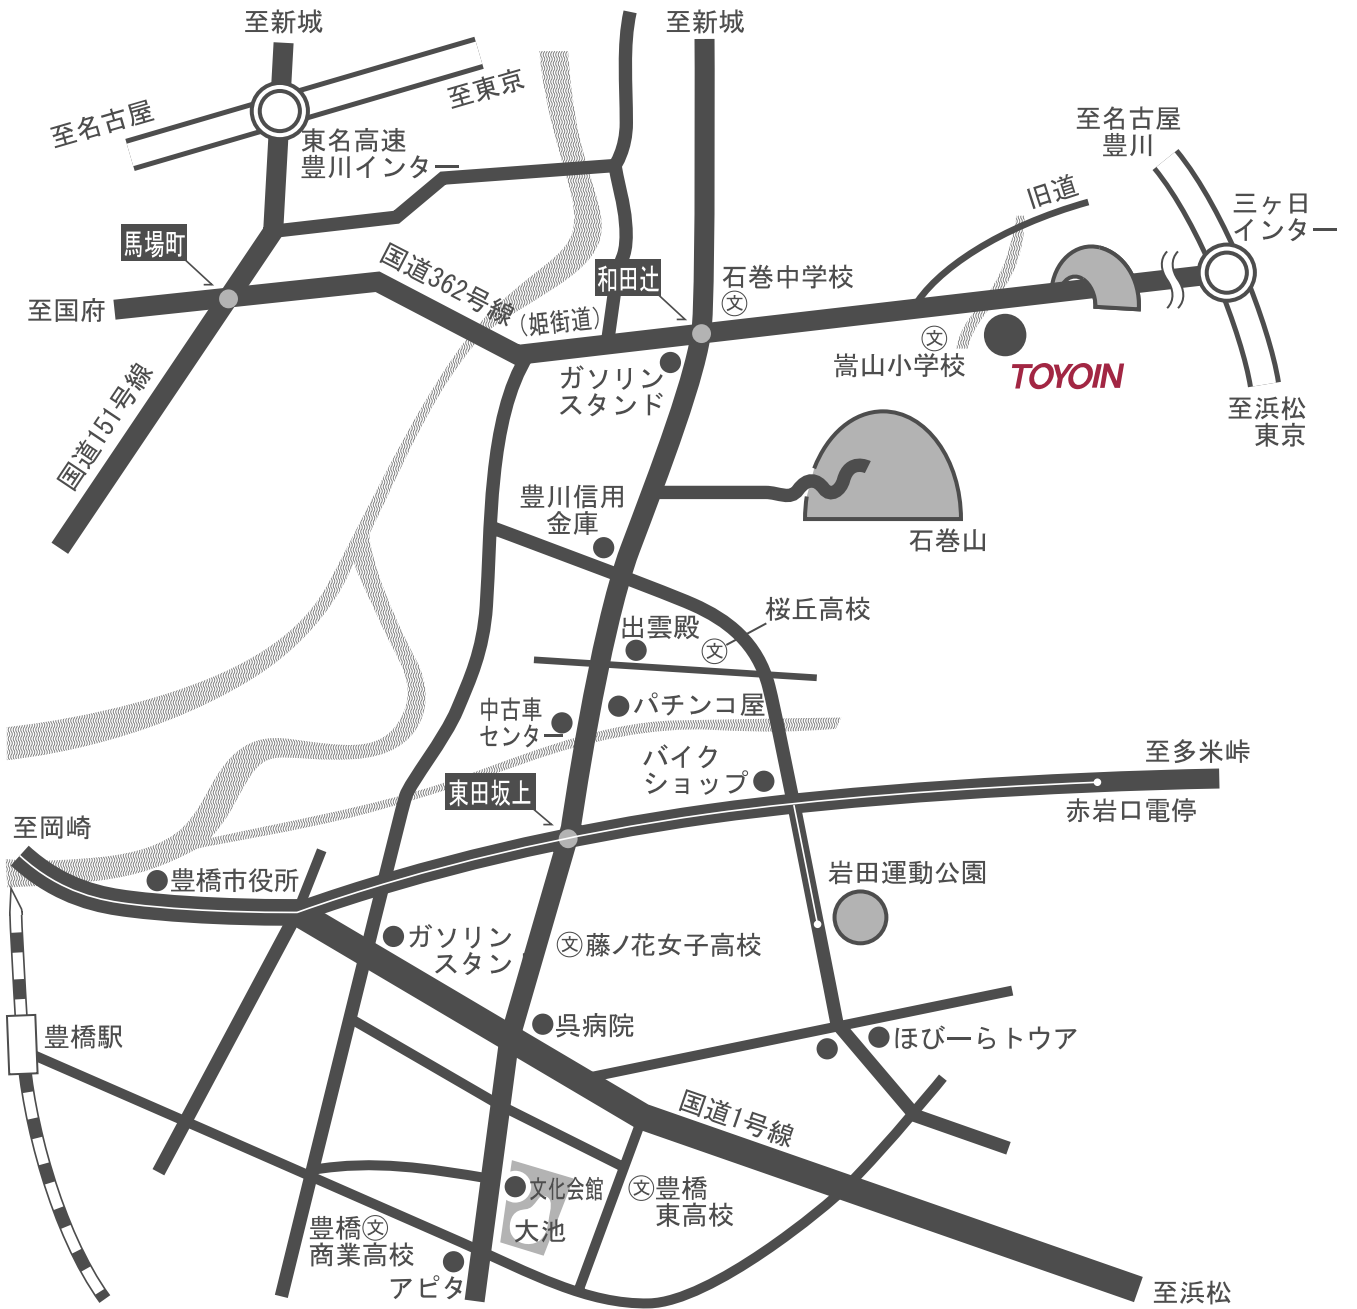 至新城
至新城
至東京
至名古屋
東名高速
豊川インター
至名古屋
豊川
旧道
三ヶ日
インター
馬場町
国道362号線
(姫街道)
和田辻
石巻中学校
文
至国府
文
嵩山小学校
TOYOIN
ガソリン
スタンド
国道151号線
至浜松
東京
豊川信用
金庫
石巻山
桜丘高校
出雲殿
文
中古車
センター
パチンコ屋
バイク
ショップ
至多米峠
東田坂上
赤岩口電停
至岡崎
豊橋市役所
岩田運動公園
ガソリン
スタン
文
藤ノ花女子高校
呉病院
豊橋駅
ほびーらトウア
国道1号線
文化会館
大池
文
豊橋
東高校
豊橋
文
商業高校
アピタ
至浜松